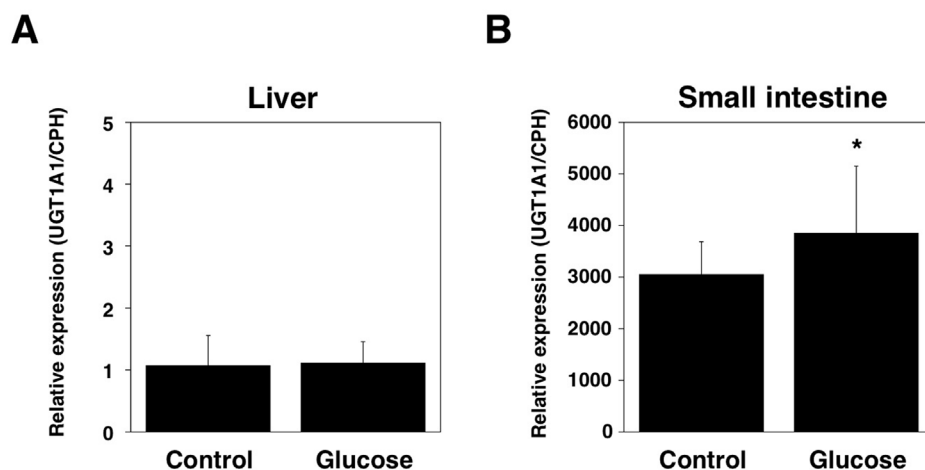 A
Liver
Relative expression (UGT1A1/CPH)
5
4
3
2
1
0
Control Glucose
B
Small intestine
Relative expression (UGT1A1/CPH)
6000
5000
4000
3000
2000
1000
0
*
Control Glucose